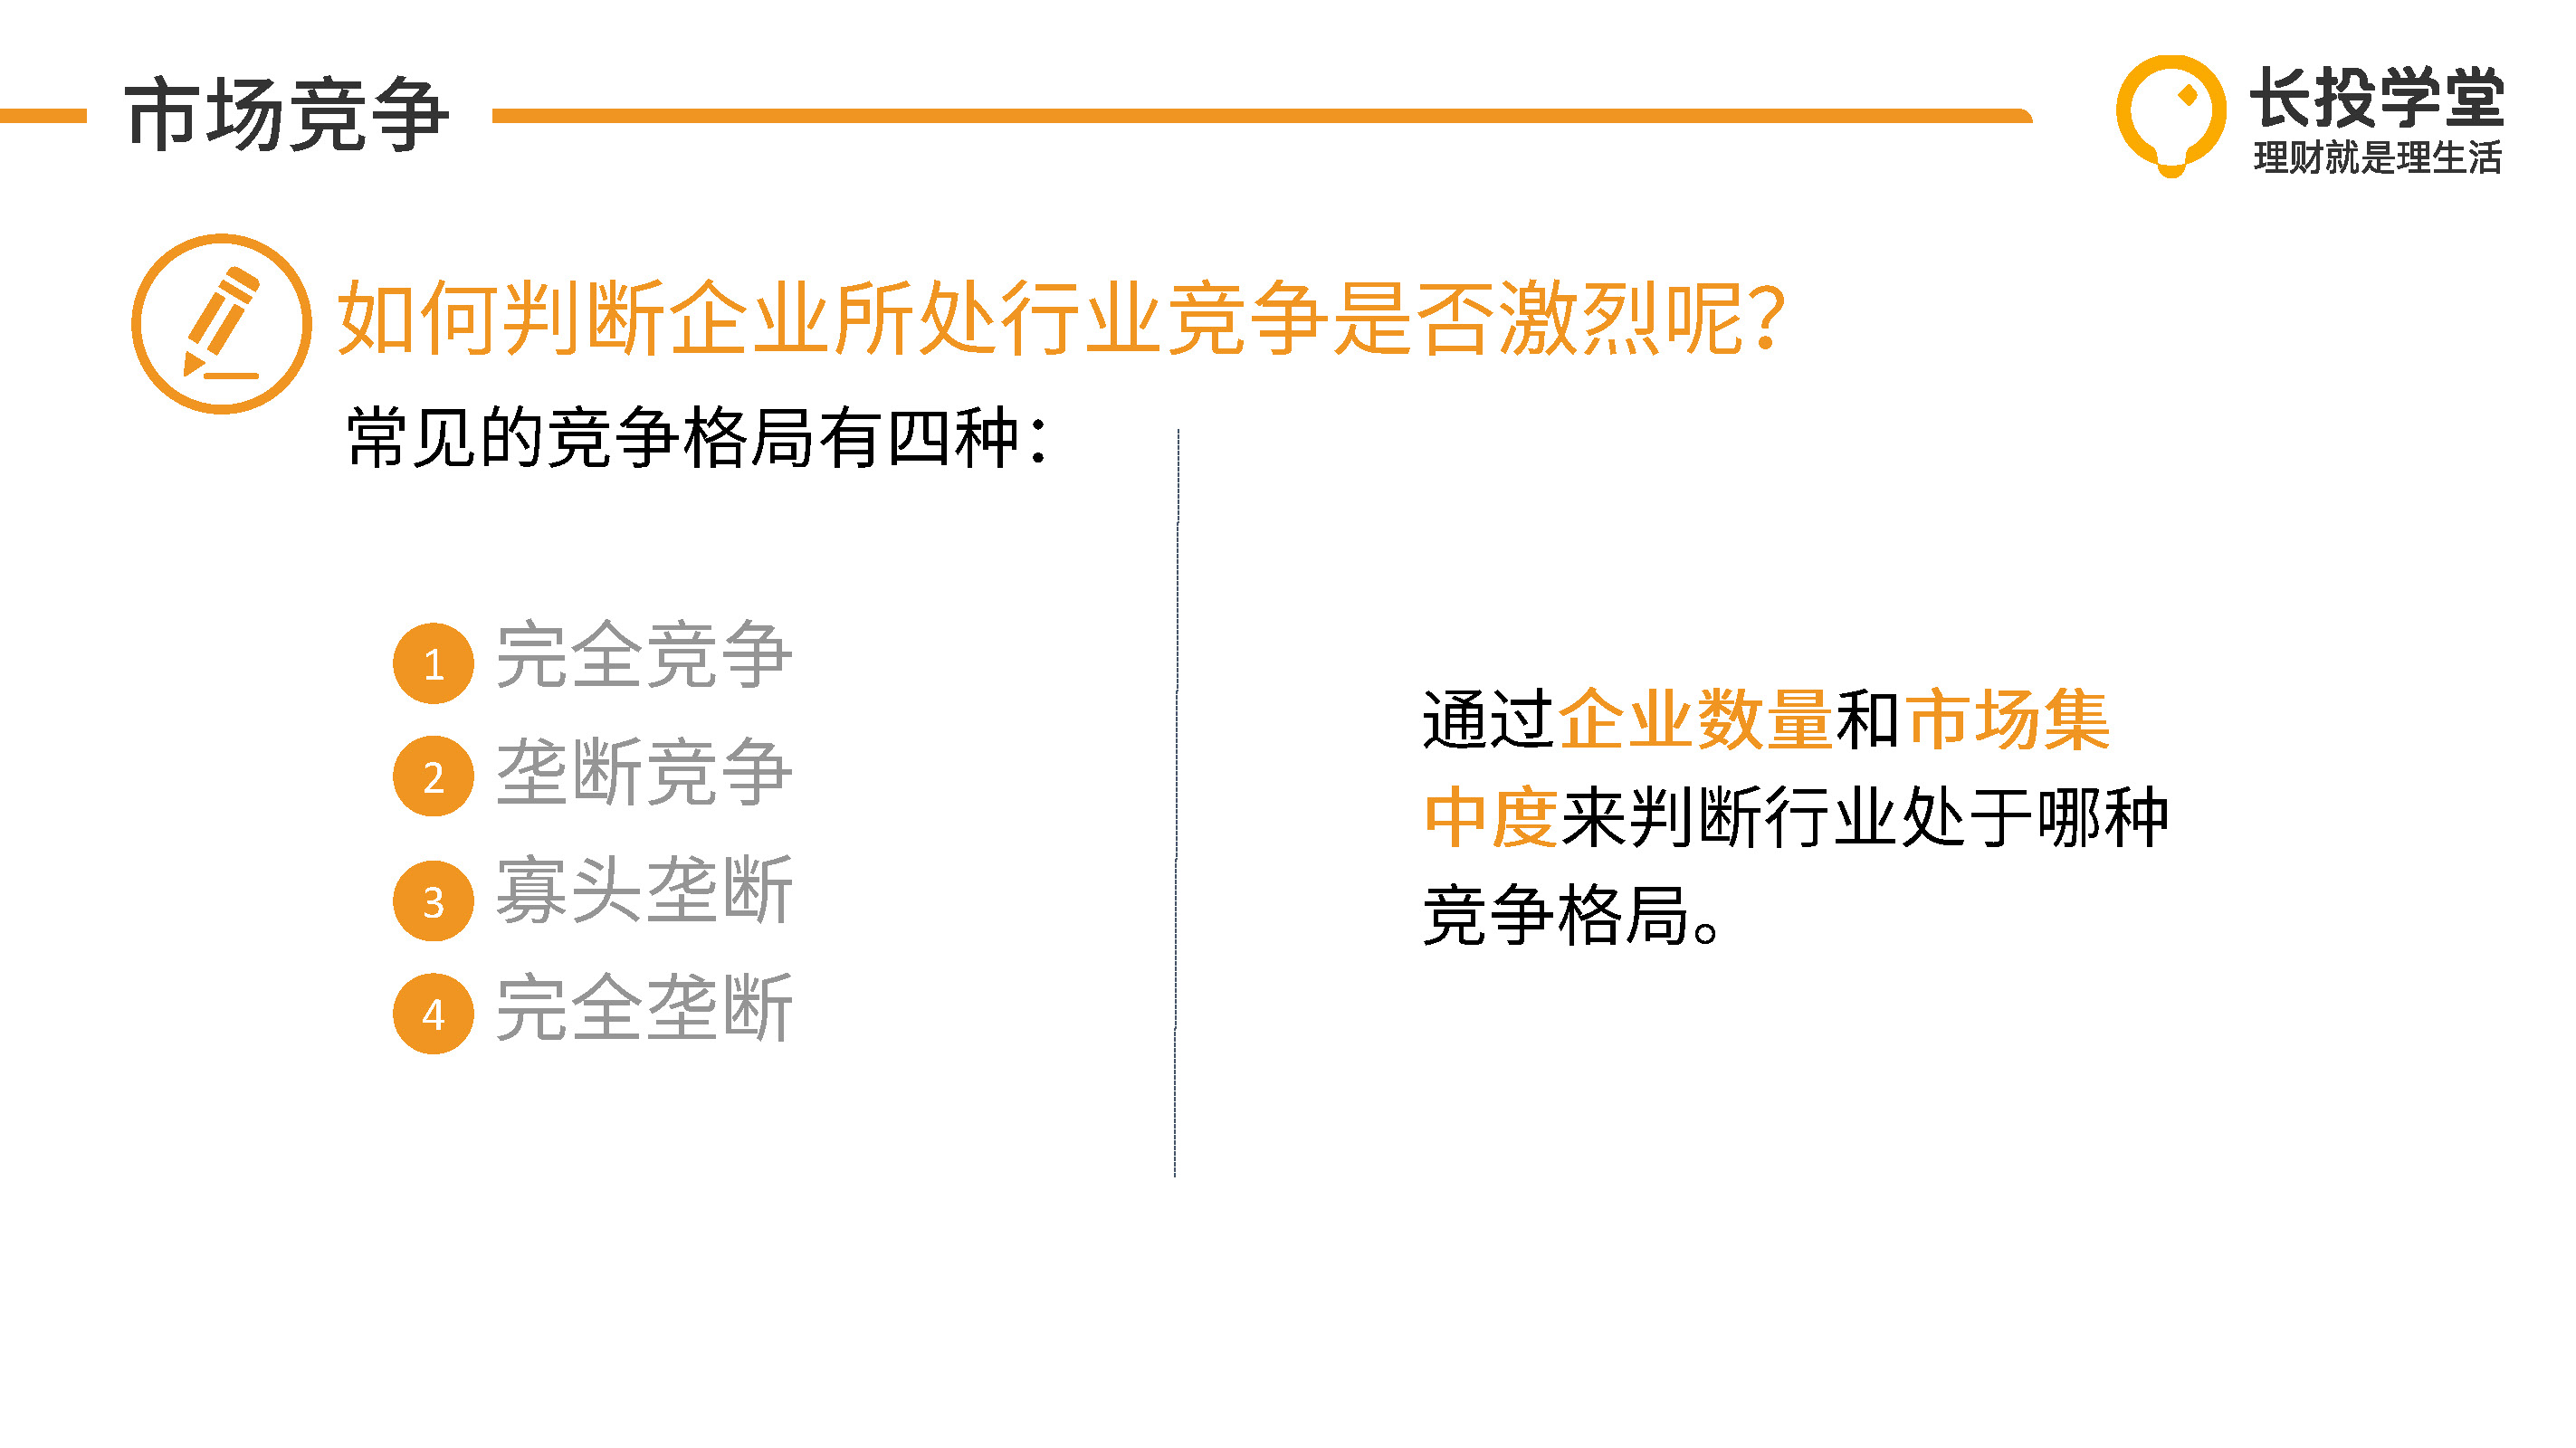 市场竞争
长投学堂
理财就是理生活
如何判断企业所处行业竞争是否激烈呢?
常见的竞争格局有四种：
1 完全竞争
2 垄断竞争
3 寡头垄断
4 完全垄断
通过企业数量和市场集
中度来判断行业处于哪种
竞争格局。